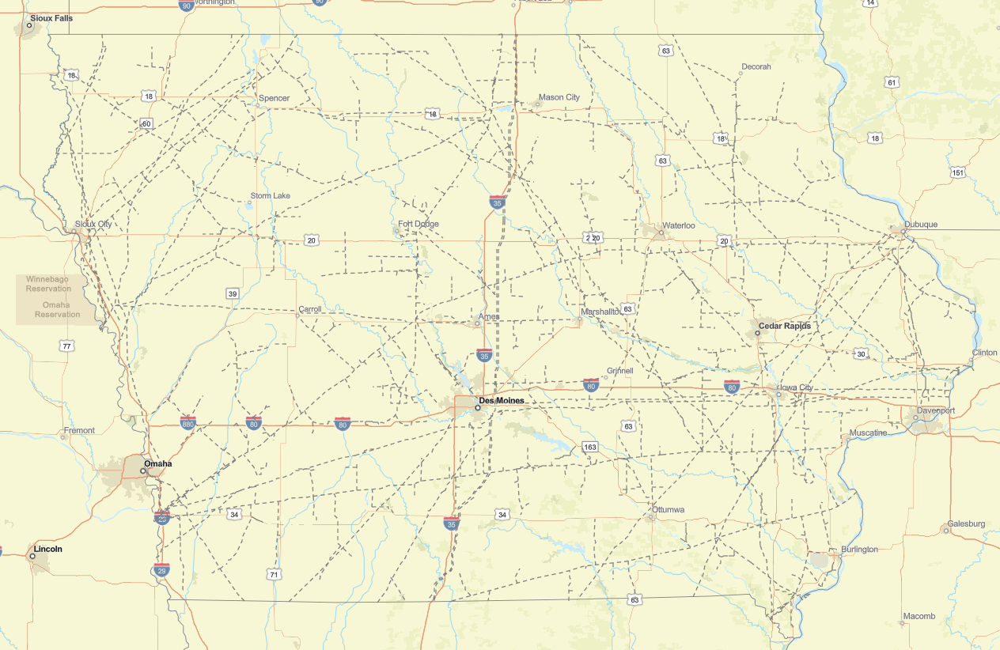 90
Worthington
90
14
Sioux Falls
63
Decorah
18
61
18
Spencer
Mason City
18
60
18
18
63
151
Storm Lake
35
Sioux City
Fort Dodge
Waterloo
Dubuque
20
20
20
Winnebago
Reservation
Omaha
Reservation
39
Carroll
Ames
63
Cedar Rapids
77
35
30
Clinton
Grinnell
80
80
Iowa City
Des Moines
Davenport
880
80
80
63
Fremont
Muscatine
163
Omaha
Ottumwa
34
34
29
35
Galesburg
Lincoln
Burlington
29
71
63
Macomb